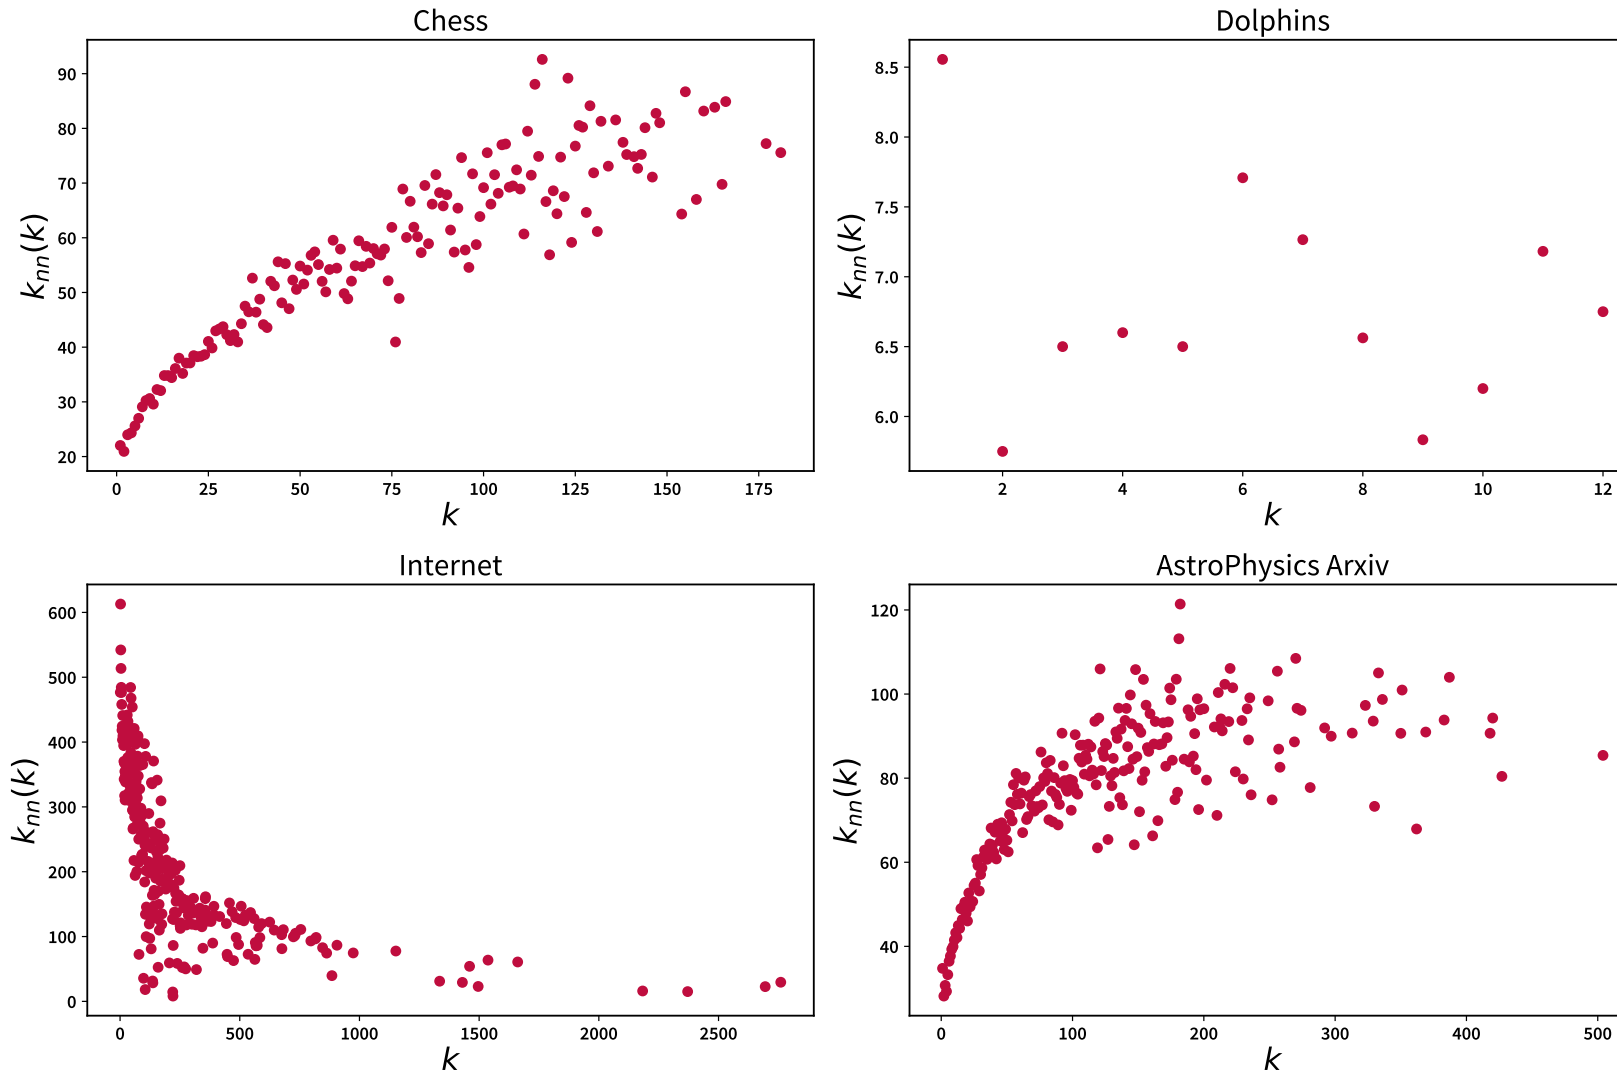 Chess
90
80
70
60
50
40
30
20
k_nn(k)
0 25 50 75 100 125 150 175
k
Dolphins
8.5
8.0
7.5
7.0
6.5
6.0
k_nn(k)
2 4 6 8 10 12
k
Internet
600
500
400
300
200
100
0
k_nn(k)
0 500 1000 1500 2000 2500
k
AstroPhysics Arxiv
120
100
80
60
40
k_nn(k)
0 100 200 300 400 500
k